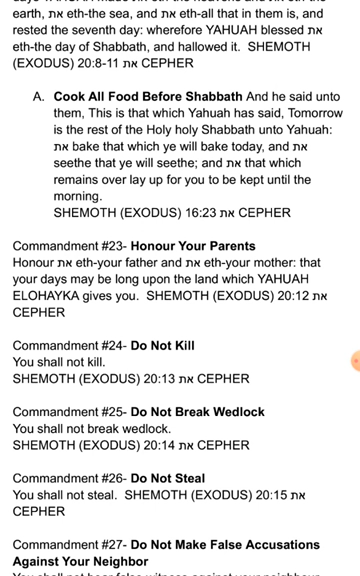 earth, את eth-the sea, and את eth-all that in them is, and
rested the seventh day: wherefore YAHUAH blessed את
eth-the day of Shabbath, and hallowed it.  SHEMOTH
(EXODUS) 20:8-11 את CEPHER
A. Cook All Food Before Shabbath And he said unto
them, This is that which Yahuah has said, Tomorrow
is the rest of the Holy holy Shabbath unto Yahuah:
את bake that which ye will bake today, and את
seethe that ye will seethe; and את that which
remains over lay up for you to be kept until the
morning.
SHEMOTH (EXODUS) 16:23 את CEPHER
Commandment #23- Honour Your Parents
Honour את eth-your father and את eth-your mother: that
your days may be long upon the land which YAHUAH
ELOHAYKA gives you.  SHEMOTH (EXODUS) 20:12 את
CEPHER
Commandment #24- Do Not Kill
You shall not kill.
SHEMOTH (EXODUS) 20:13 את CEPHER
Commandment #25- Do Not Break Wedlock
You shall not break wedlock.
SHEMOTH (EXODUS) 20:14 את CEPHER
Commandment #26- Do Not Steal
You shall not steal.  SHEMOTH (EXODUS) 20:15 את
CEPHER
Commandment #27- Do Not Make False Accusations
Against Your Neighbor